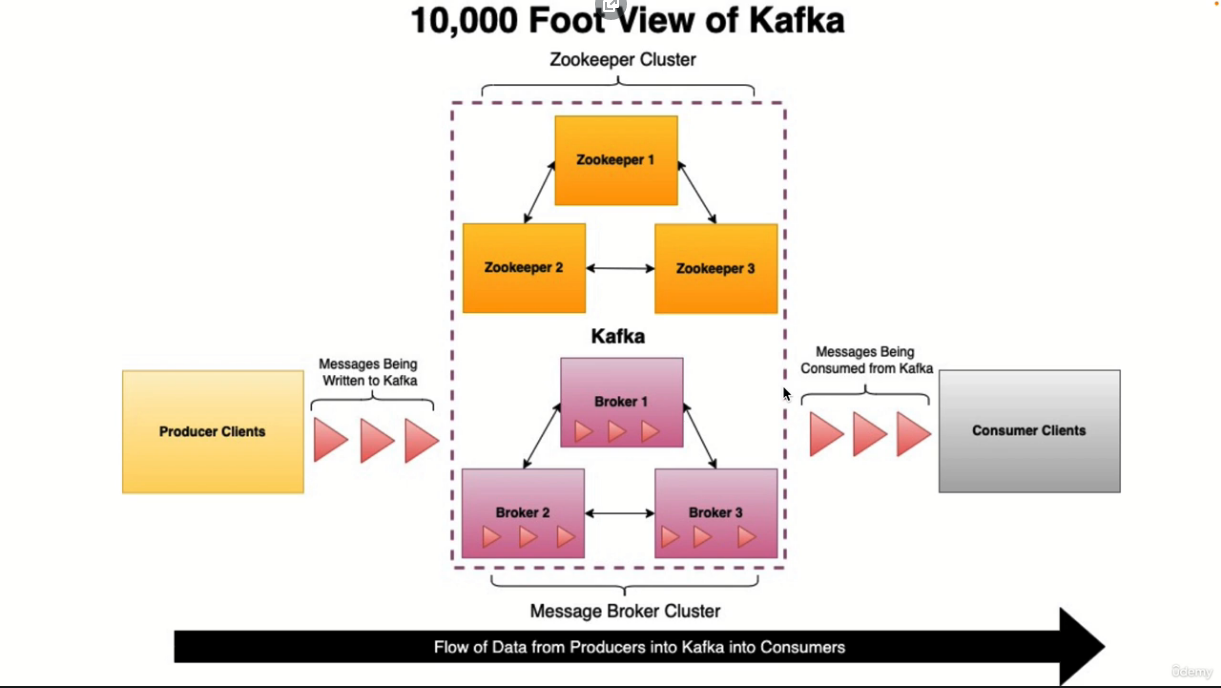 10,000 Foot View of Kafka
Zookeeper Cluster
Zookeeper 1
Zookeeper 2
Zookeeper 3
Kafka
Messages Being
Written to Kafka
Messages Being
Consumed from Kafka
Producer Clients
Broker 1
Consumer Clients
Broker 2
Broker 3
Message Broker Cluster
Flow of Data from Producers into Kafka into Consumers
ûdemy